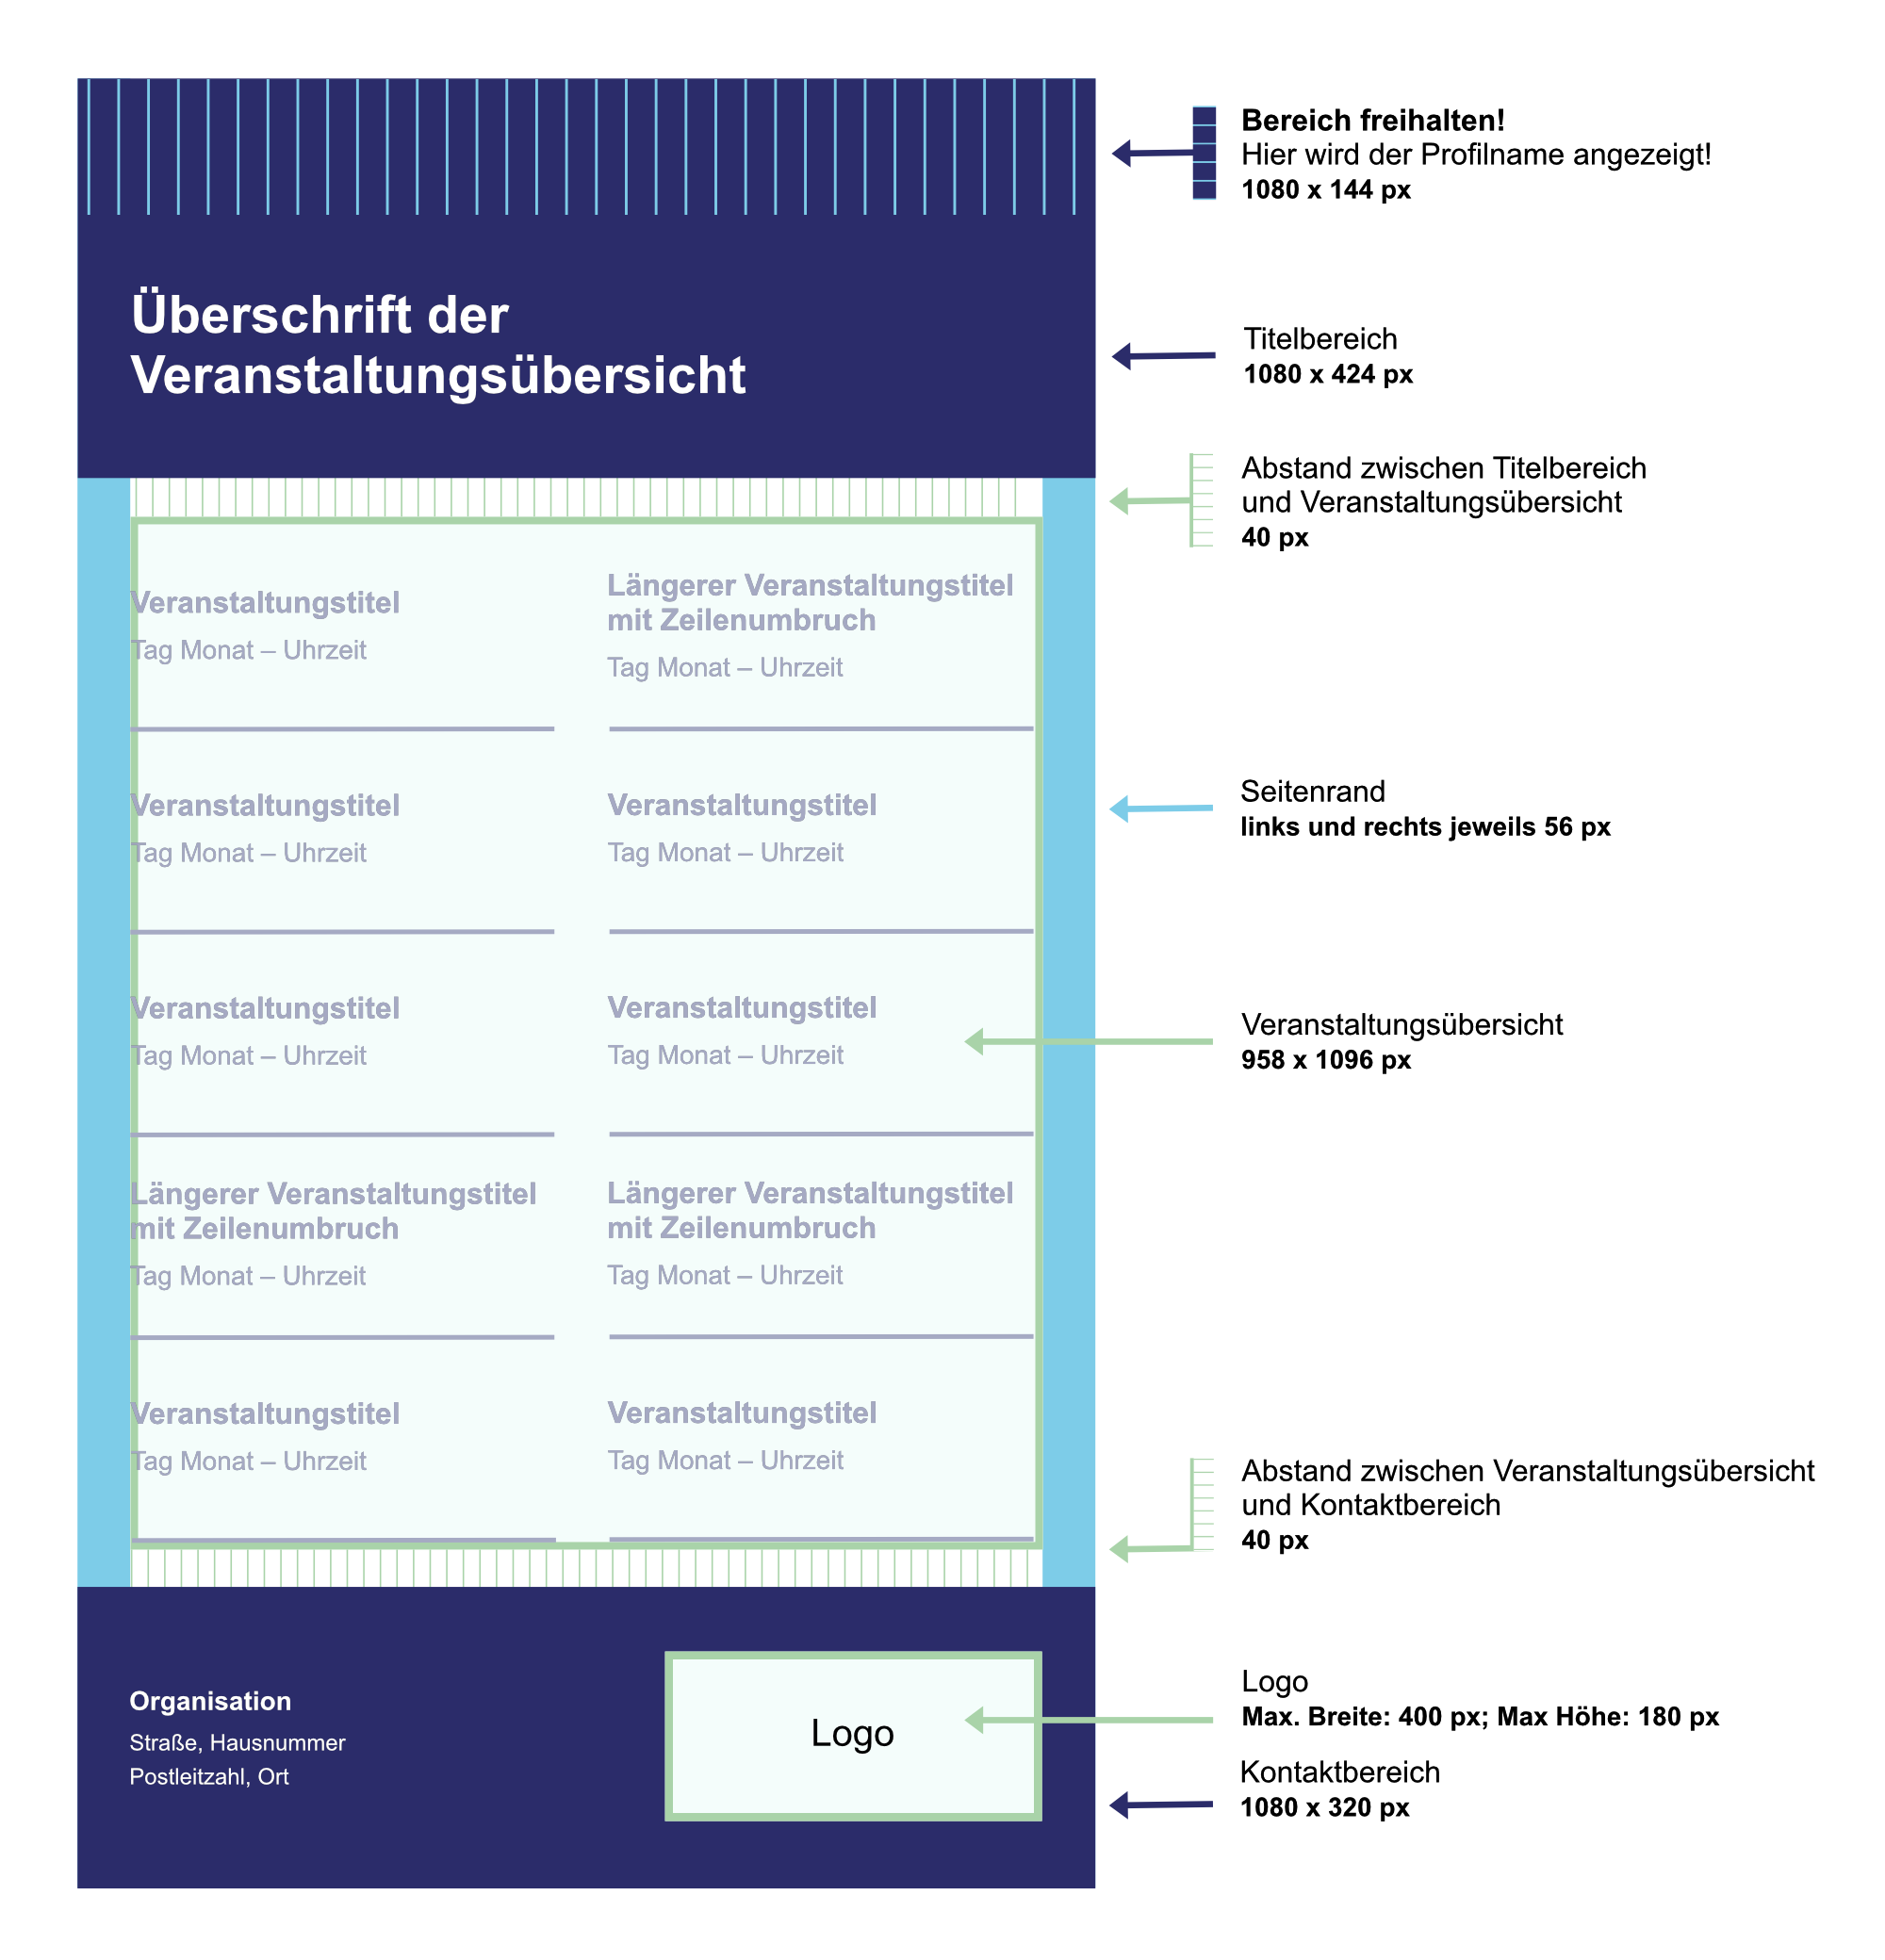 Bereich freihalten!
Hier wird der Profilname angezeigt!
1080 x 144 px
Überschrift der
Veranstaltungsübersicht
Titelbereich
1080 x 424 px
Abstand zwischen Titelbereich
und Veranstaltungsübersicht
40 px
Veranstaltungstitel
Tag Monat – Uhrzeit
Längerer Veranstaltungstitel
mit Zeilenumbruch
Tag Monat – Uhrzeit
Veranstaltungstitel
Tag Monat – Uhrzeit
Veranstaltungstitel
Tag Monat – Uhrzeit
Seitenrand
links und rechts jeweils 56 px
Veranstaltungstitel
Tag Monat – Uhrzeit
Veranstaltungstitel
Tag Monat – Uhrzeit
Veranstaltungsübersicht
958 x 1096 px
Längerer Veranstaltungstitel
mit Zeilenumbruch
Tag Monat – Uhrzeit
Längerer Veranstaltungstitel
mit Zeilenumbruch
Tag Monat – Uhrzeit
Veranstaltungstitel
Tag Monat – Uhrzeit
Veranstaltungstitel
Tag Monat – Uhrzeit
Abstand zwischen Veranstaltungsübersicht
und Kontaktbereich
40 px
Organisation
Straße, Hausnummer
Postleitzahl, Ort
Logo
Logo
Max. Breite: 400 px; Max Höhe: 180 px
Kontaktbereich
1080 x 320 px